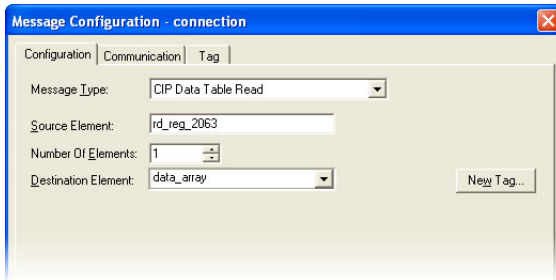 Message Configuration - connection
Configuration Communication Tag
Message Type: CIP Data Table Read
Source Element: rd_reg_2063
Number Of Elements: 1
Destination Element: data_array New Tag...